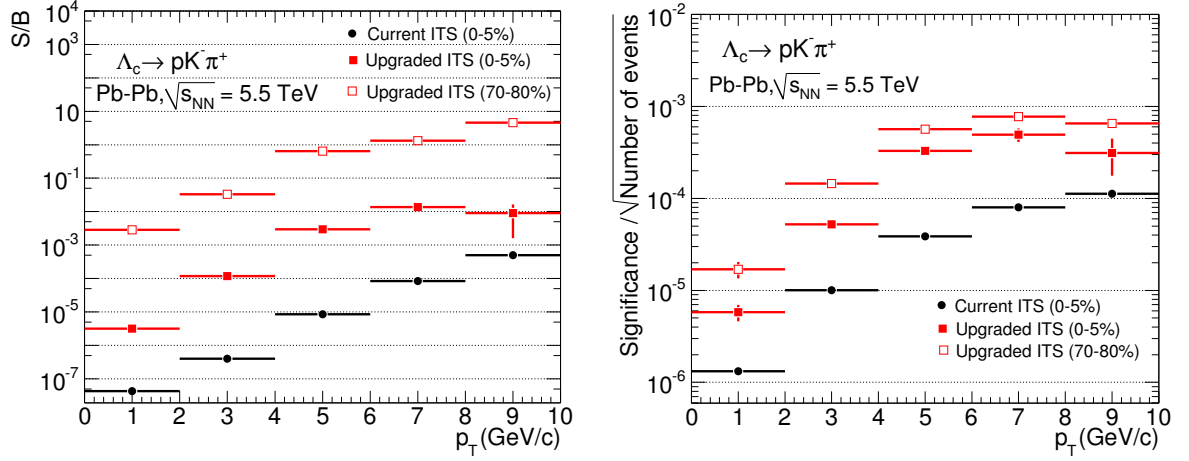 S/B
10⁴
10³
10
10⁻¹
10⁻³
10⁻⁵
10⁻⁷
Λc → pK⁻π⁺
Pb-Pb,√sNN = 5.5 TeV
Current ITS (0-5%)
Upgraded ITS (0-5%)
Upgraded ITS (70-80%)
0 1 2 3 4 5 6 7 8 9 10
pT(GeV/c)
Significance /√Number of events
10⁻²
10⁻³
10⁻⁴
10⁻⁵
10⁻⁶
Λc → pK⁻π⁺
Pb-Pb,√sNN = 5.5 TeV
Current ITS (0-5%)
Upgraded ITS (0-5%)
Upgraded ITS (70-80%)
0 1 2 3 4 5 6 7 8 9 10
pT(GeV/c)